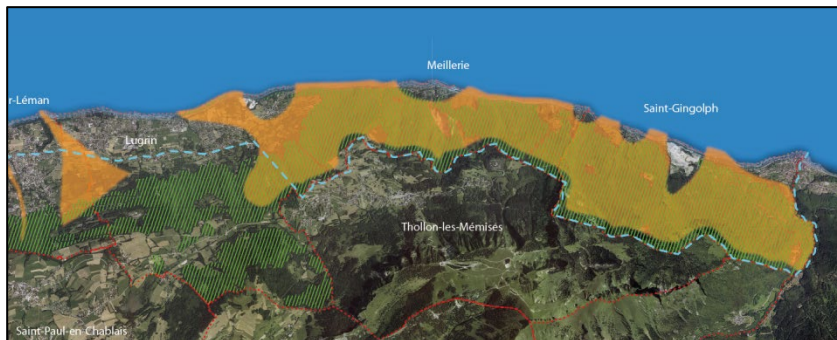 Meillerie
r-Léman
Saint-Gingolph
Lugrin
Thollon-les-Mémises
Saint-Paul-en-Chablais